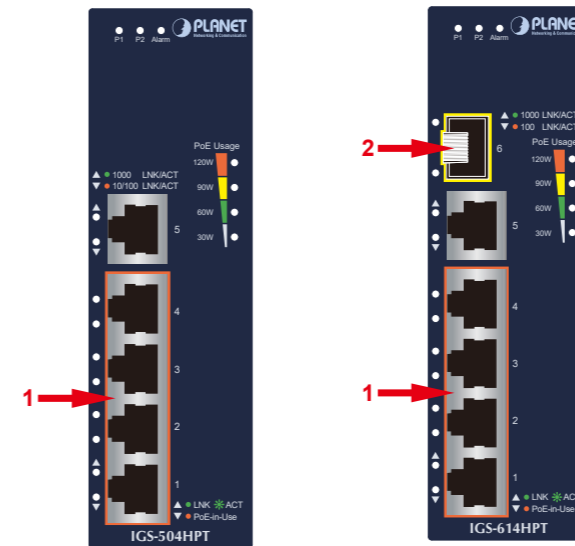 PLANET
Networking & Communication
P1 P2 Alarm
PoE Usage
120W
90W
60W
30W
▲ ● 1000 LNK/ACT
▼ ● 10/100 LNK/ACT
5
4
3
1
2
1
▲ ● LNK ACT
▼ ● PoE-in-Use
IGS-504HPT
PLANET
P1 P2 Alarm
▲ ● 1000 LNK/ACT
▼ ● 100 LNK/ACT
2
6
PoE Usage
120W
90W
60W
30W
5
4
3
1
2
1
▲ ● LNK AC
▼ ● PoE-in-Use
IGS-614HPT